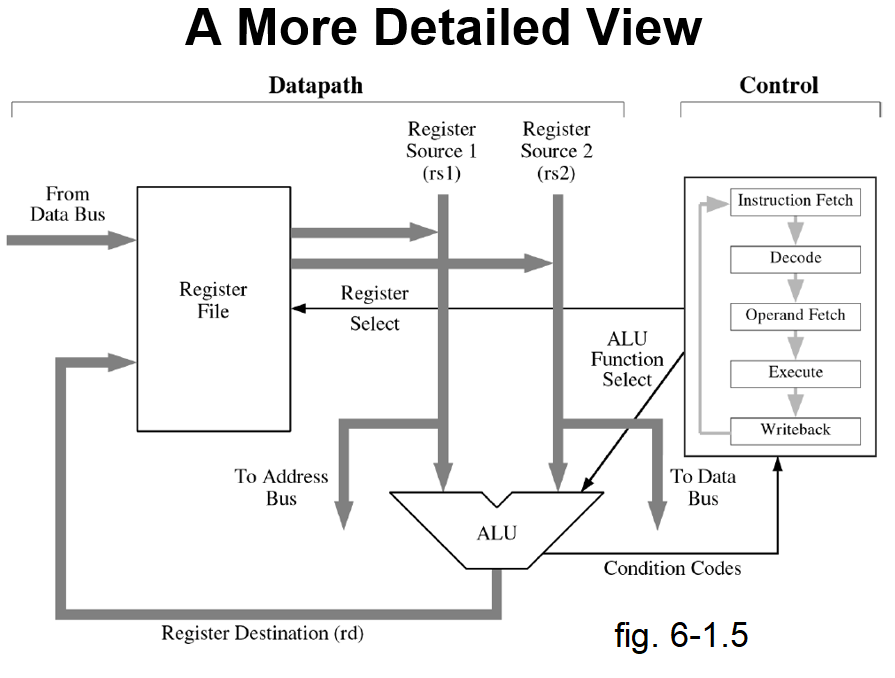 A More Detailed View
Datapath
Control
Register
Source 1
(rs1)
Register
Source 2
(rs2)
From
Data Bus
Register
File
Register
Select
ALU
Function
Select
Instruction Fetch
Decode
Operand Fetch
Execute
Writeback
To Address
Bus
To Data
Bus
ALU
Condition Codes
Register Destination (rd)
fig. 6-1.5